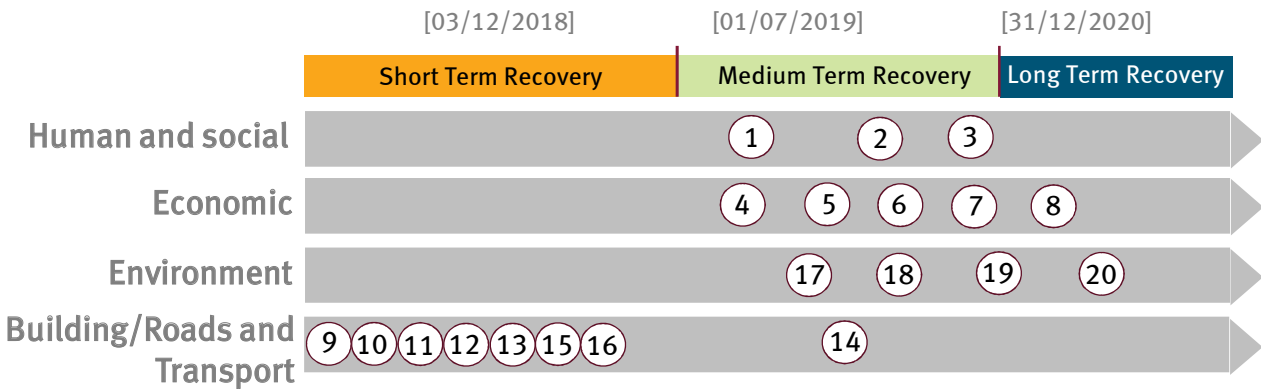 [03/12/2018] [01/07/2019] [31/12/2020]
Short Term Recovery Medium Term Recovery Long Term Recovery
Human and social 1 2 3
Economic 4 5 6 7 8
Environment 17 18 19 20
Building/Roads and
Transport 9 10 11 12 13 15 16 14